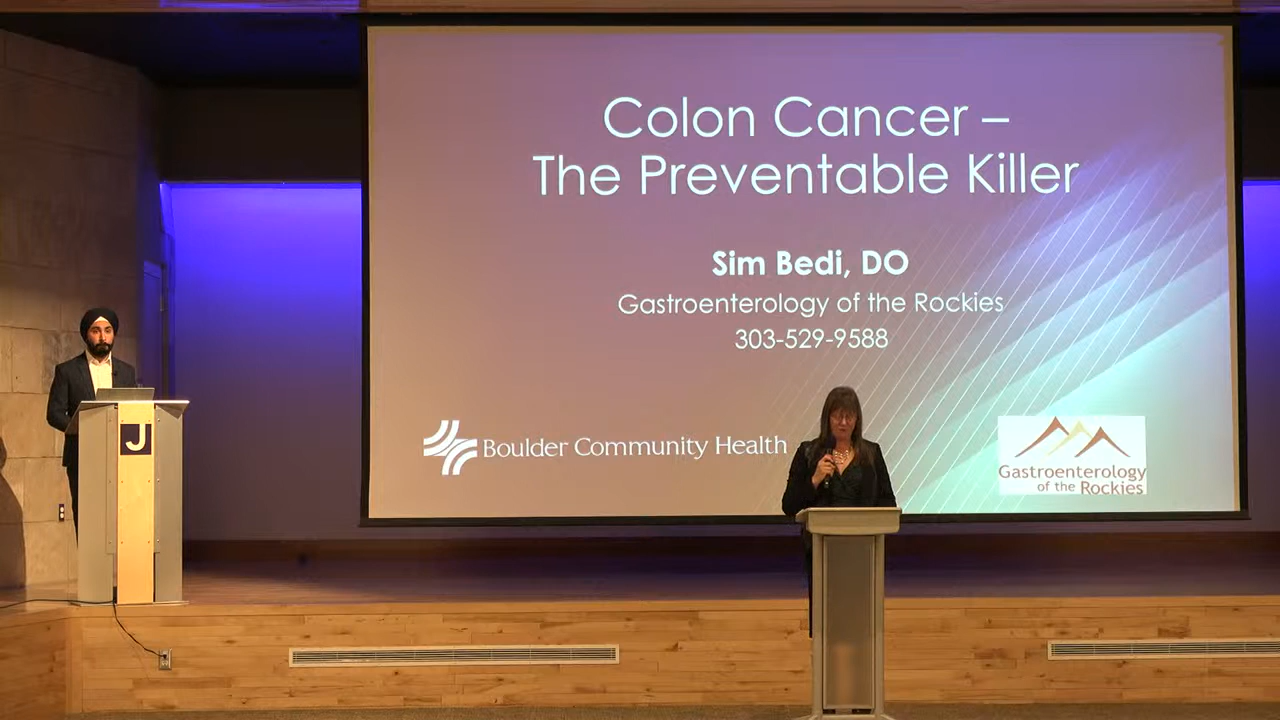 Colon Cancer –
The Preventable Killer
Sim Bedi, DO
Gastroenterology of the Rockies
303-529-9588
Boulder Community Health
Gastroenterology
of the Rockies
J